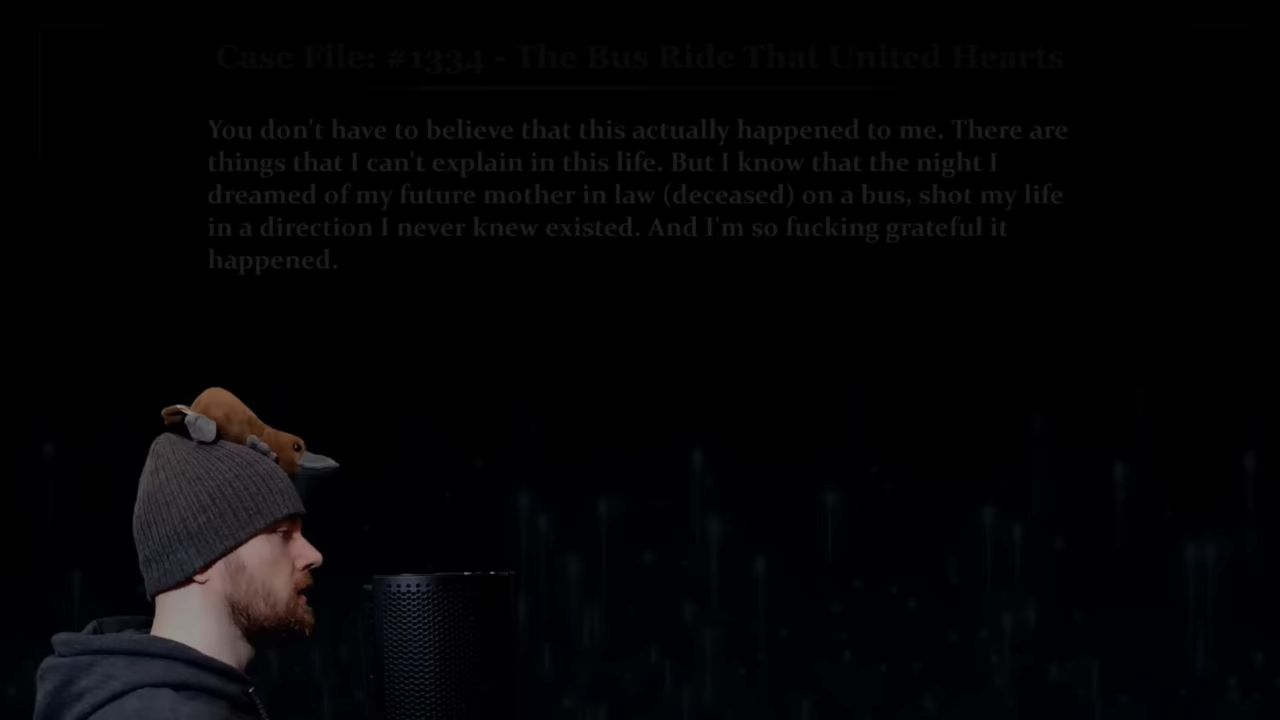 Case File: #1334 - The Bus Ride That United Hearts
You don't have to believe that this actually happened to me. There are
things that I can't explain in this life. But I know that the night I
dreamed of my future mother in law (deceased) on a bus, shot my life
in a direction I never knew existed. And I'm so fucking grateful it
happened.